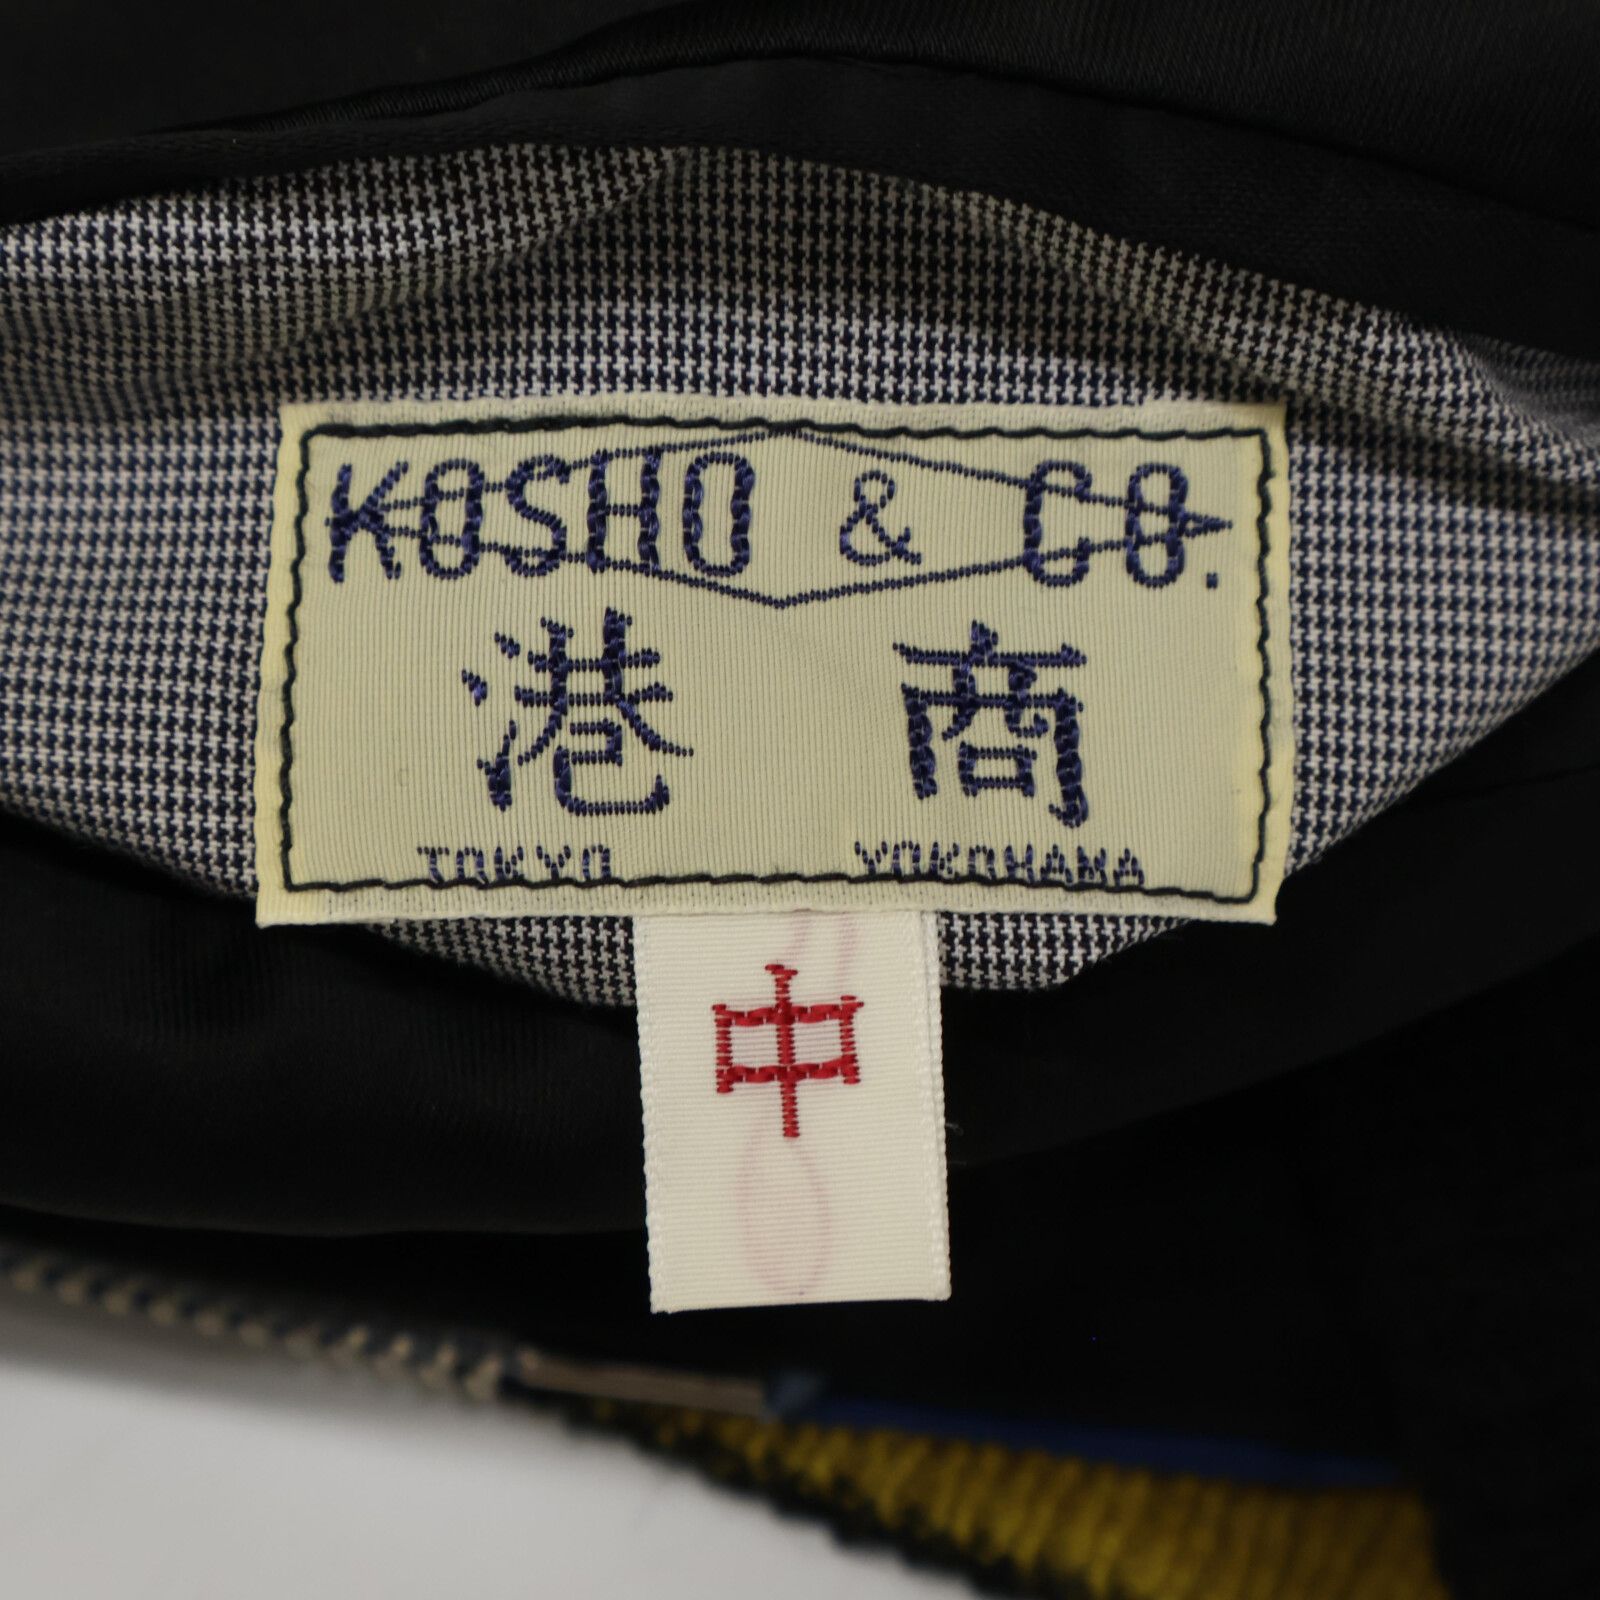 KOSHO & CO.
港 商
TOKYO YOKOHAMA
中